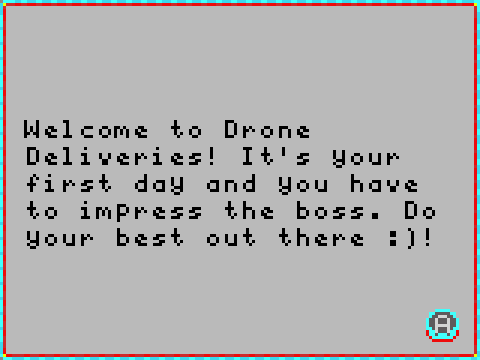 Welcome to Drone
Deliveries! It's your
first day and you have
to impress the boss. Do
your best out there :)!
A